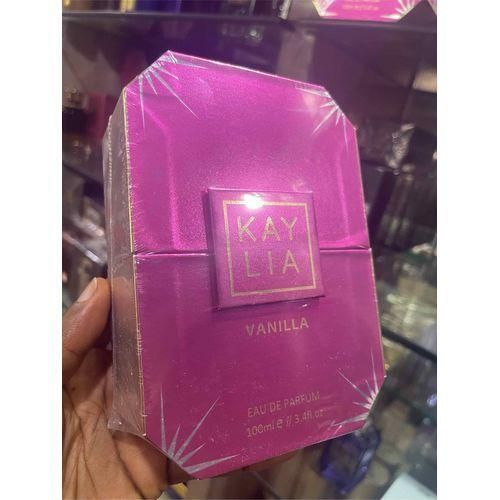 KAY
LIA
VANILLA
EAU DE PARFUM
100ml e // 3.4fl.oz